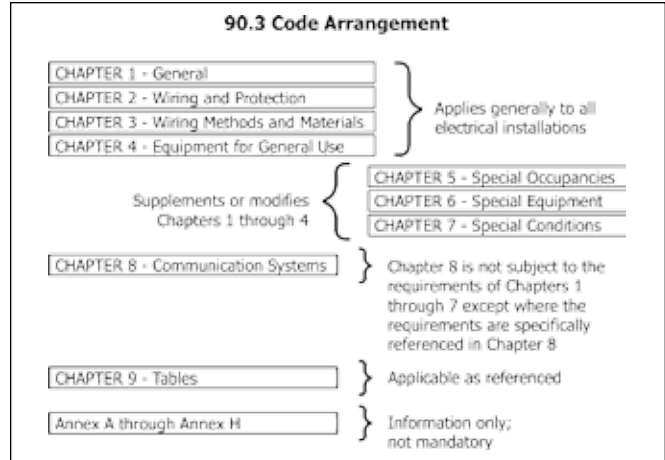 90.3 Code Arrangement
CHAPTER 1 - General
CHAPTER 2 - Wiring and Protection
CHAPTER 3 - Wiring Methods and Materials
CHAPTER 4 - Equipment for General Use
Applies generally to all
electrical installations
Supplements or modifies
Chapters 1 through 4
CHAPTER 5 - Special Occupancies
CHAPTER 6 - Special Equipment
CHAPTER 7 - Special Conditions
CHAPTER 8 - Communication Systems
Chapter 8 is not subject to the
requirements of Chapters 1
through 7 except where the
requirements are specifically
referenced in Chapter 8
CHAPTER 9 - Tables
Applicable as referenced
Annex A through Annex H
Information only;
not mandatory